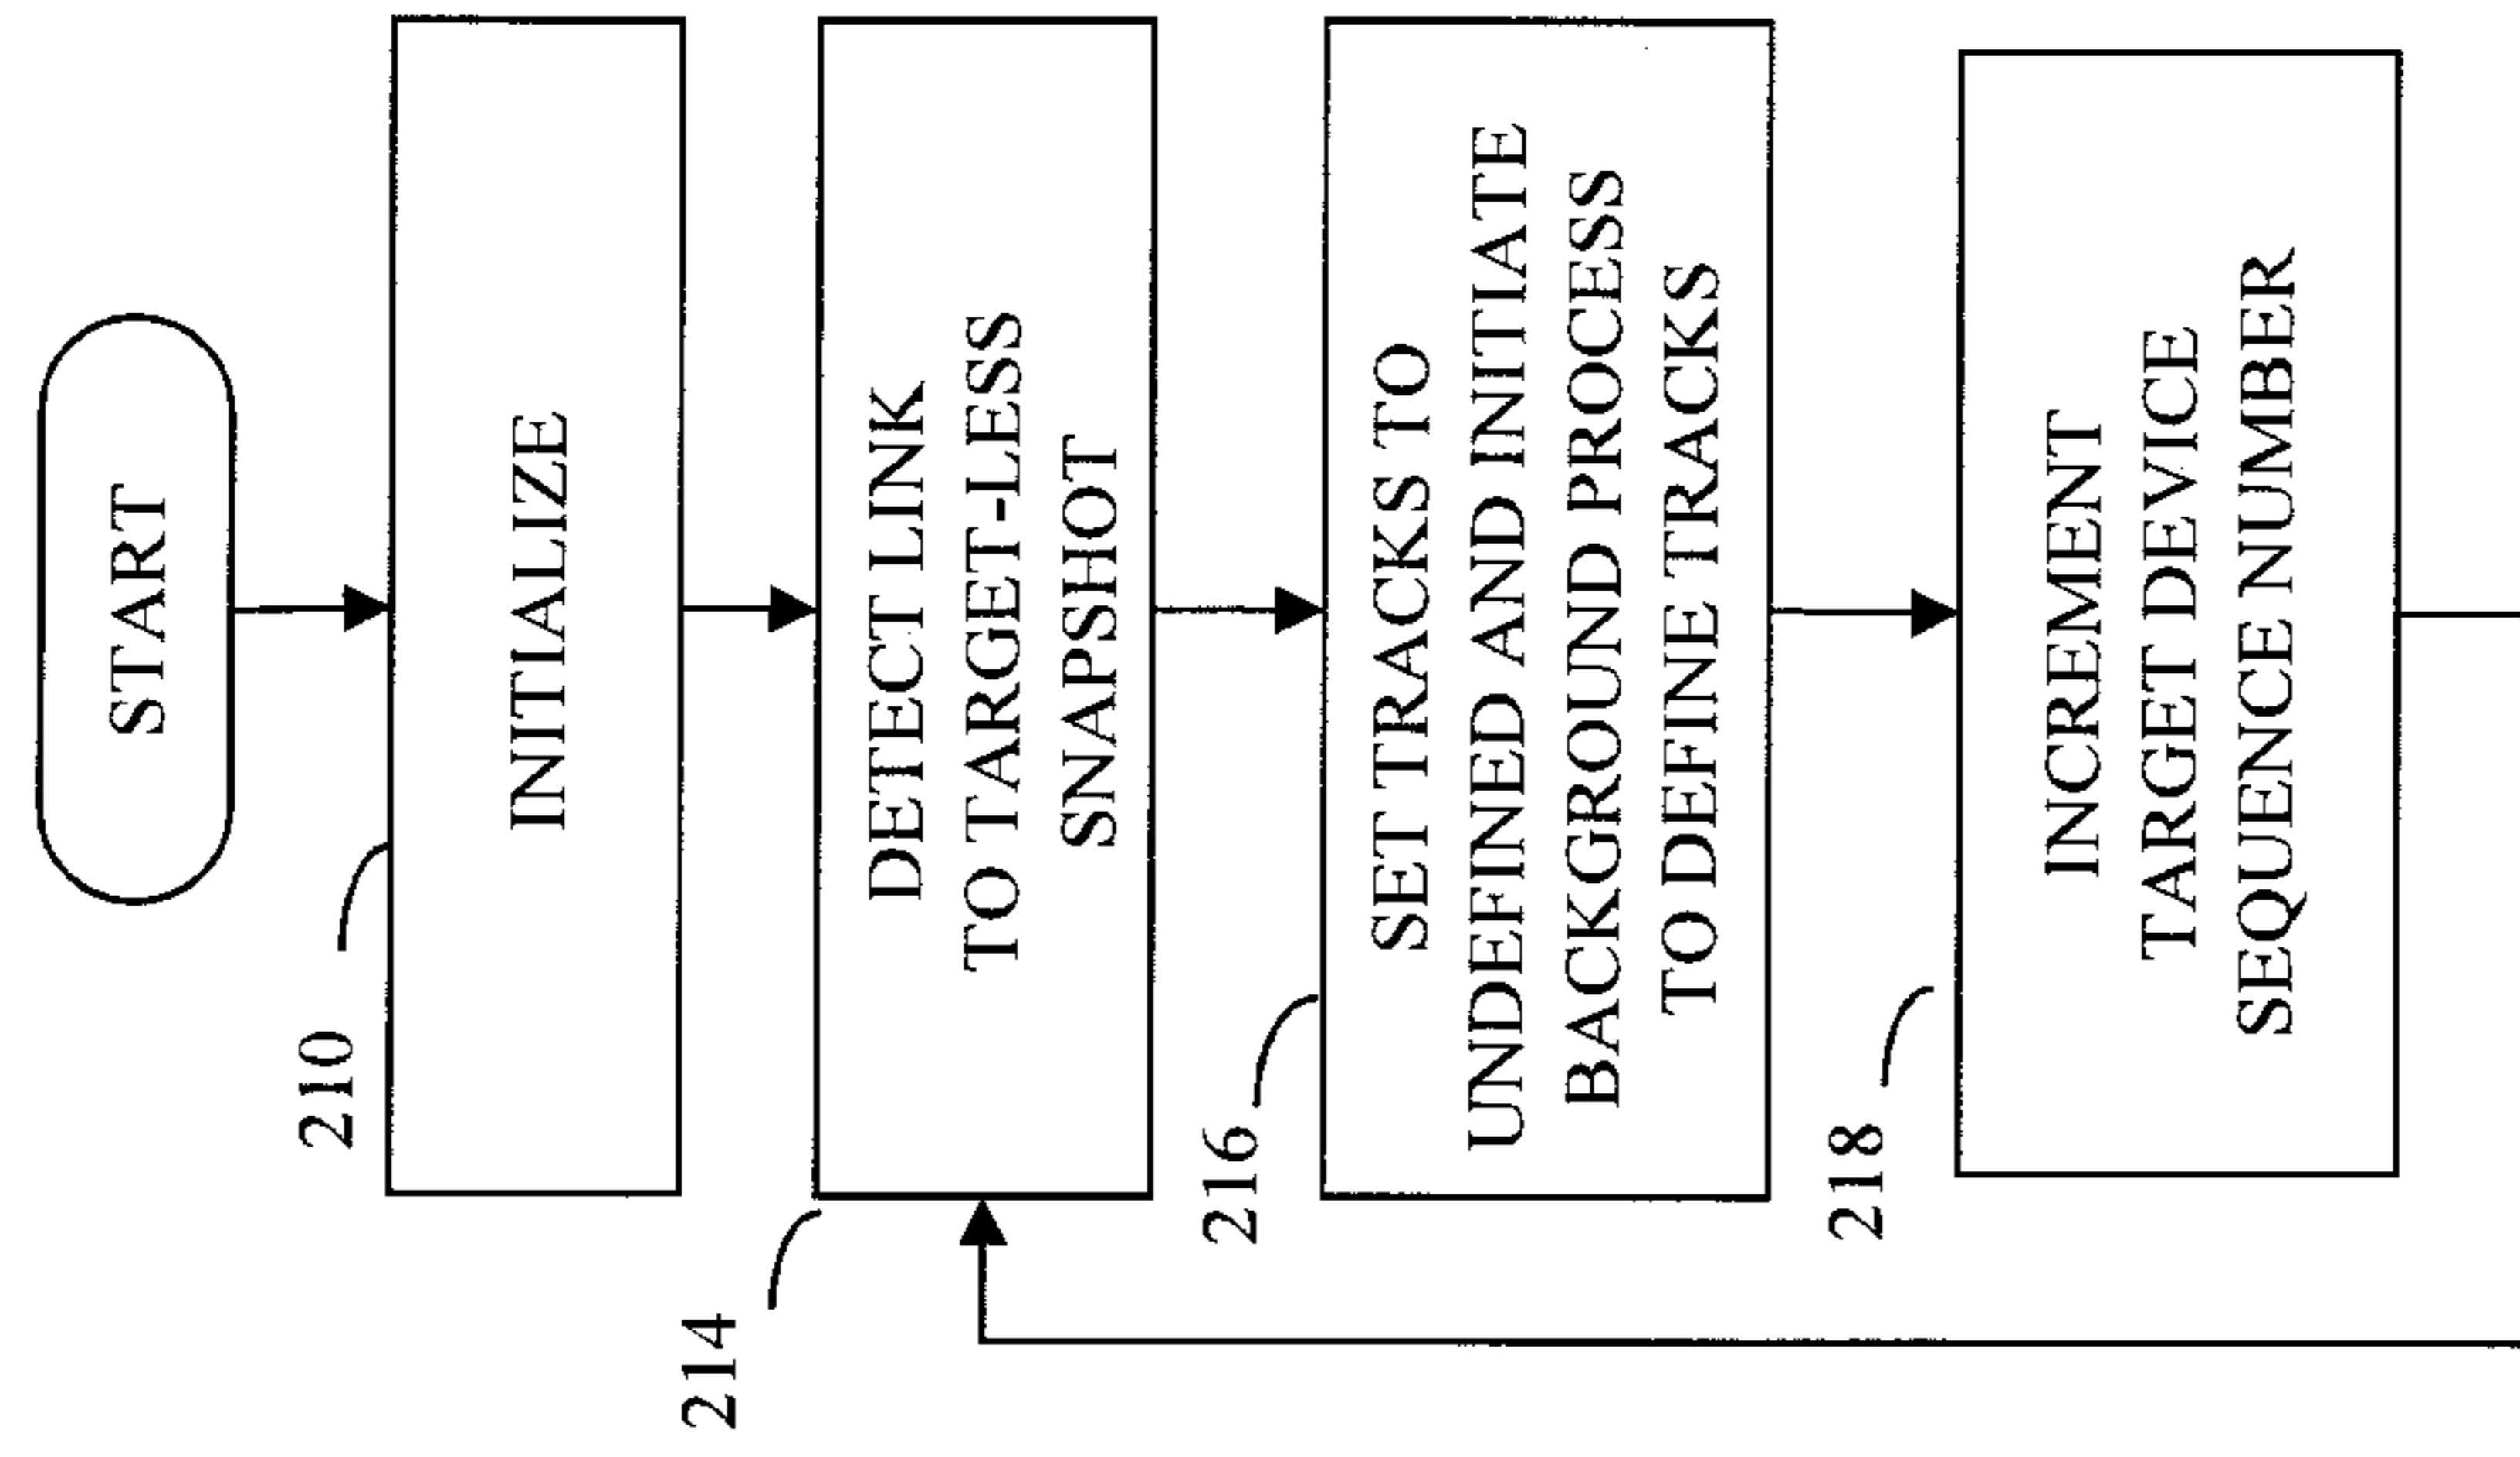 START
210
INITIALIZE
214
DETECT LINK
TO TARGET-LESS
SNAPSHOT
216
SET TRACKS TO
UNDEFINED AND INITIATE
BACKGROUND PROCESS
TO DEFINE TRACKS
218
INCREMENT
TARGET DEVICE
SEQUENCE NUMBER